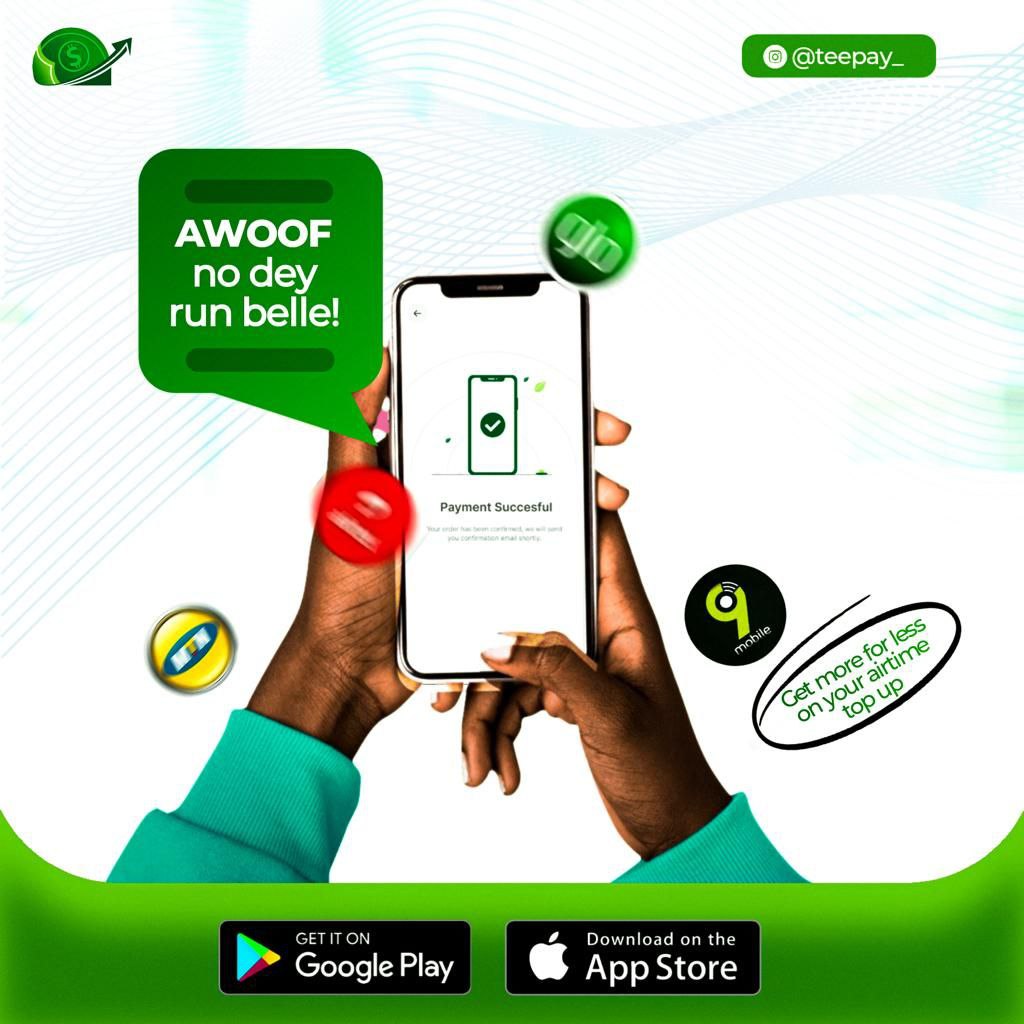 @teepay_
AWOOF
no dey
run belle!
glo
Payment Succesful
Your order has been confirmed, we will send
you confirmation email shortly.
9
mobile
Get more for less
on your airtime
top up
GET IT ON
Google Play
Download on the
App Store